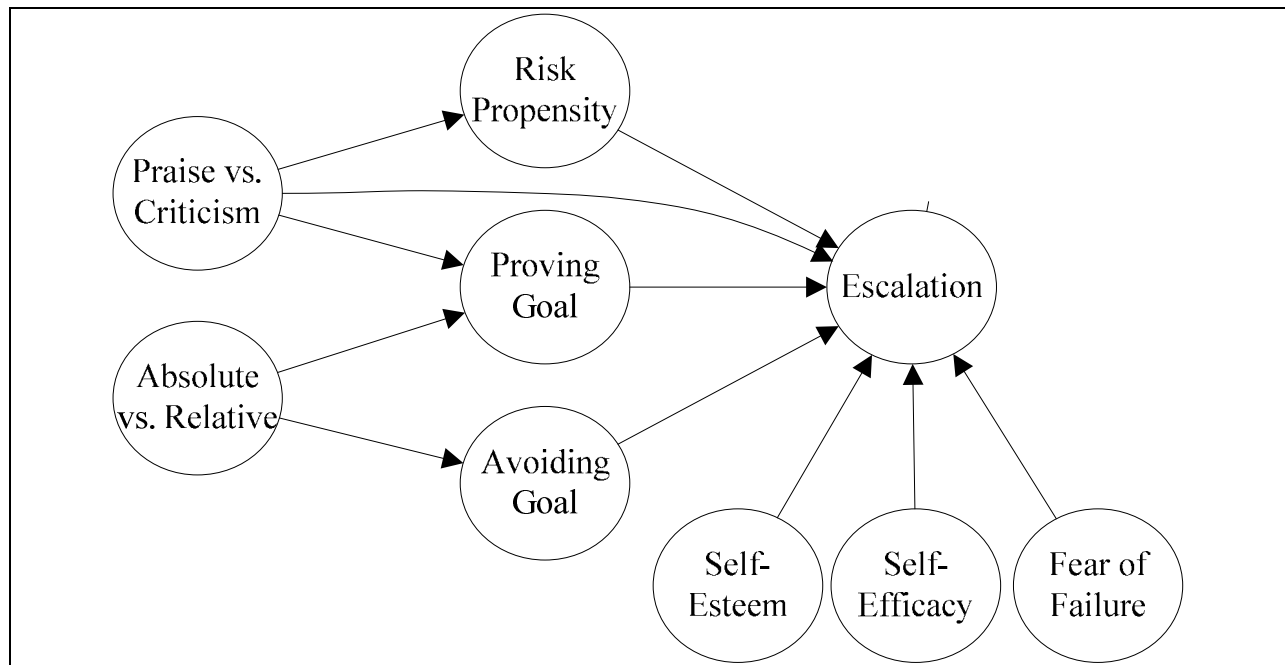 Risk
Propensity
Praise vs.
Criticism
Proving
Goal
Escalation
Absolute
vs. Relative
Avoiding
Goal
Self-
Esteem
Self-
Efficacy
Fear of
Failure